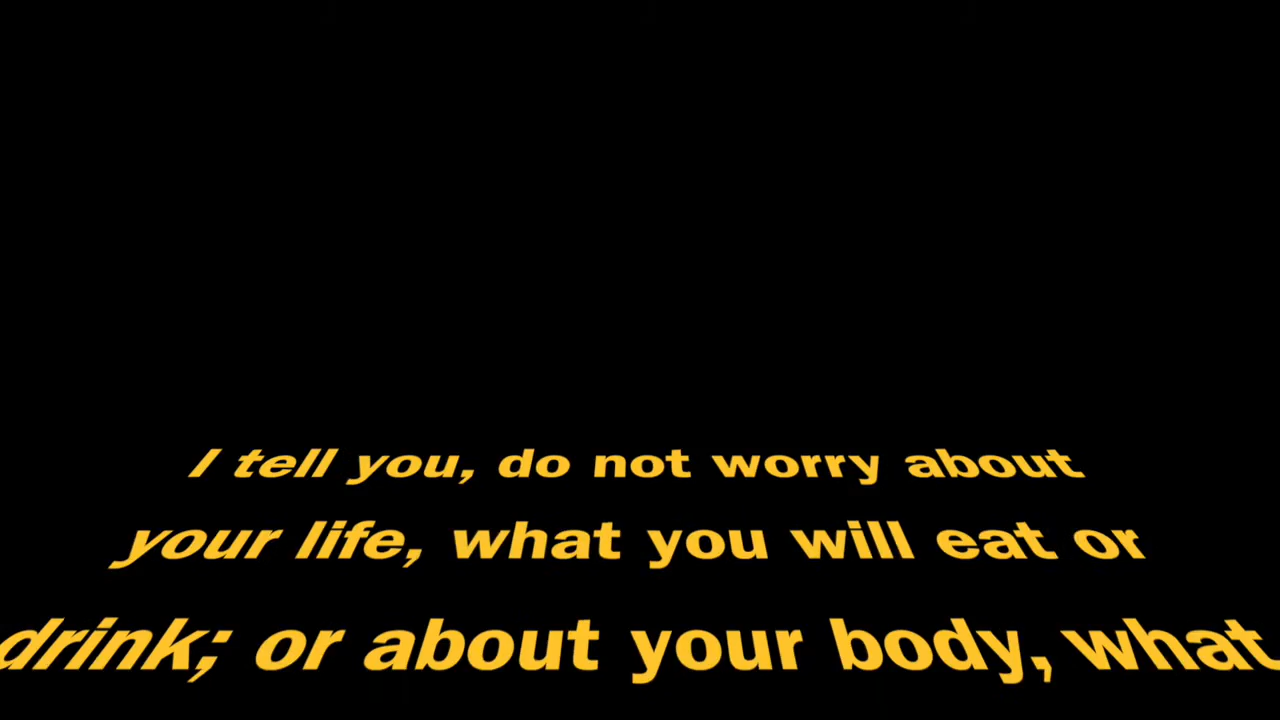 I tell you, do not worry about
your life, what you will eat or
drink; or about your body, what